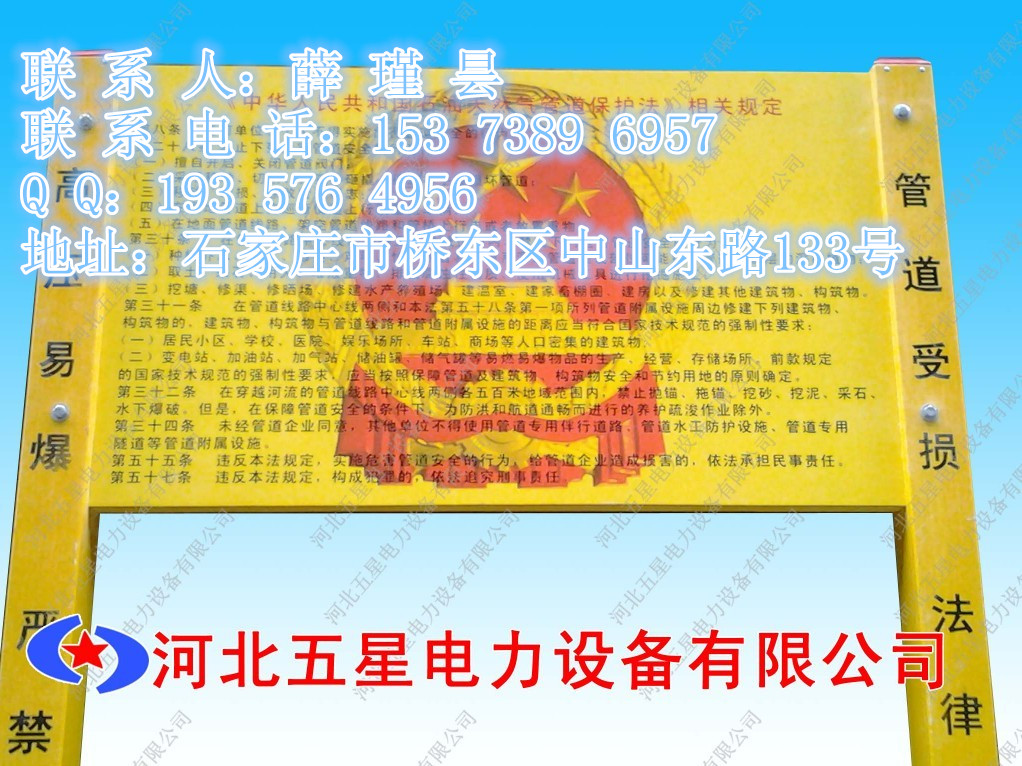 联系人：薛瑾昙
联系电话：153 7389 6957
Q Q：193 576 4956
地址：石家庄市桥东区中山东路133号
《中华人民共和国石油天然气管道保护法》相关规定
（三）挖塘、修渠、修晒场、修建水产养殖场、建温室、建家畜棚圈、建房以及修建其他建筑物、构筑物。
第三十一条 在管道线路中心线两侧和本法第五十八条第一项所列管道附属设施周边修建下列建筑物、
构筑物的，建筑物、构筑物与管道线路和管道附属设施的距离应当符合国家技术规范的强制性要求：
（一）居民小区、学校、医院、娱乐场所、车站、商场等人口密集的建筑物；
（二）变电站、加油站、加气站、储油罐、储气罐等易燃易爆物品的生产、经营、存储场所。前款规定
的国家技术规范的强制性要求，应当按照保障管道及建筑物、构筑物安全和节约用地的原则确定。
第三十二条 在穿越河流的管道线路中心线两侧各五百米地域范围内，禁止抛锚、拖锚、挖砂、挖泥、采石、
水下爆破。但是，在保障管道安全的条件下，为防洪和航道通畅而进行的养护疏浚作业除外。
第三十四条 未经管道企业同意，其他单位不得使用管道专用伴行道路、管道水工防护设施、管道专用
隧道等管道附属设施。
第五十五条 违反本法规定，实施危害管道安全的行为，给管道企业造成损害的，依法承担民事责任。
第五十七条 违反本法规定，构成犯罪的，依法追究刑事责任
高压易爆 严禁
管道受损 法律
河北五星电力设备有限公司